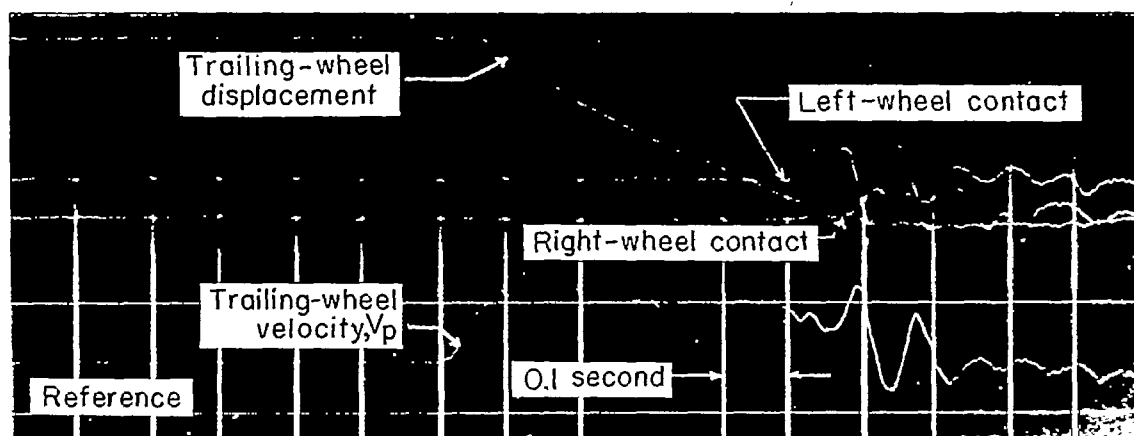 Trailing-wheel
displacement
Left-wheel contact
Right-wheel contact
Trailing-wheel
velocity, Vp
0.1 second
Reference